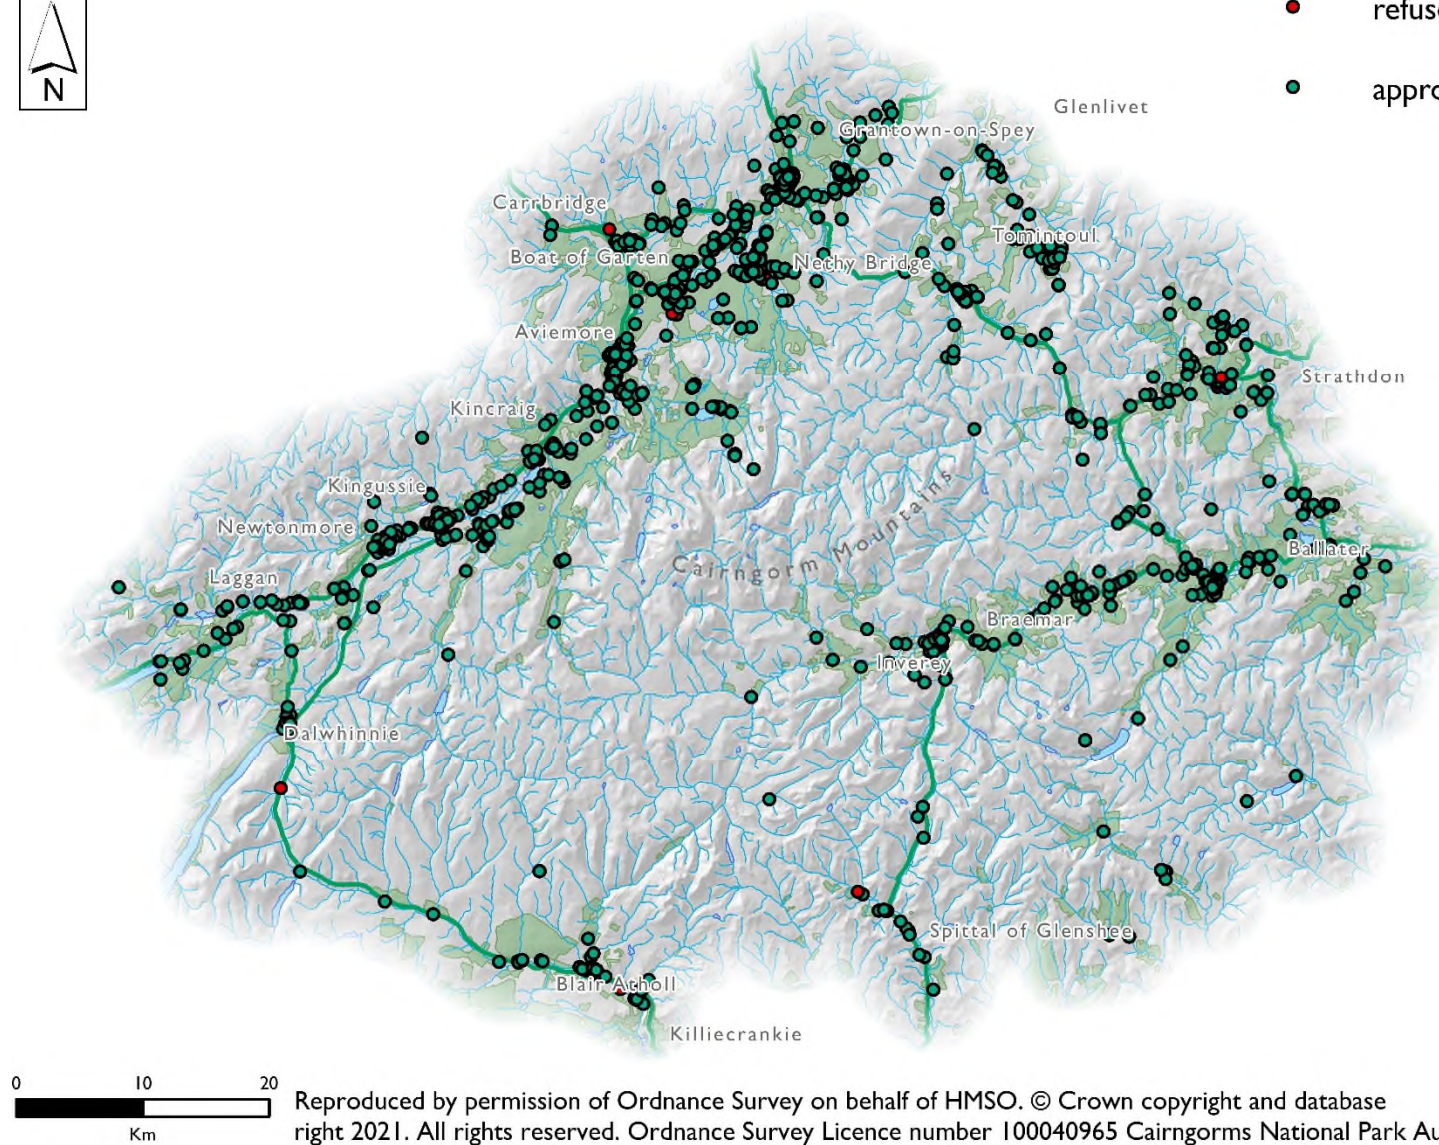 refus
N
appro
Glenlivet
Grantown-on-Spey
Carrbridge
Tomintoul
Boat of Garten
Nethy Bridge
Aviemore
Strathdon
Kincraig
Kingussie
Newtonmore
Cairngorm Mountains
Ballater
Laggan
Braemar
Inverey
Dalwhinnie
Spittal of Glenshee
Blair Atholl
Killiecrankie
0 10 20
Km
Reproduced by permission of Ordnance Survey on behalf of HMSO. © Crown copyright and database
right 2021. All rights reserved. Ordnance Survey Licence number 100040965 Cairngorms National Park Au